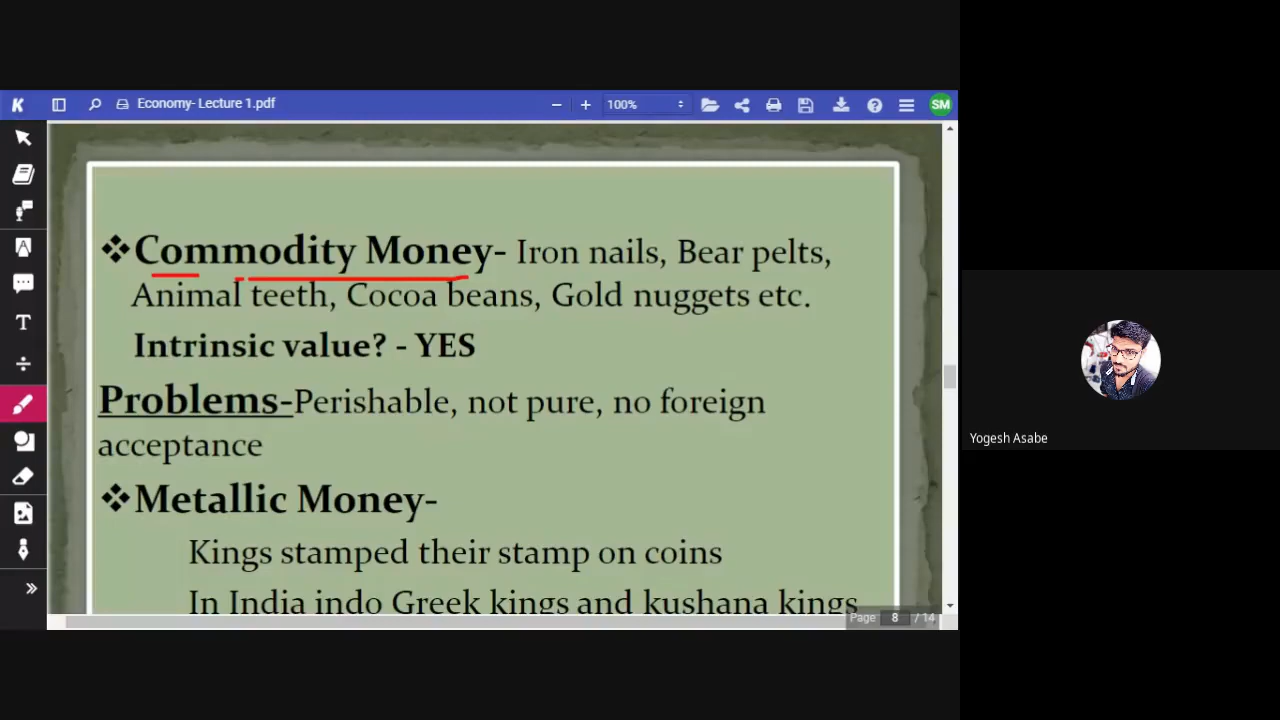 K
Economy- Lecture 1.pdf
100%
SM
❖Commodity Money- Iron nails, Bear pelts,
Animal teeth, Cocoa beans, Gold nuggets etc.
Intrinsic value? - YES
Problems-Perishable, not pure, no foreign
acceptance
❖Metallic Money-
Kings stamped their stamp on coins
In India indo Greek kings and kushana kings
Page 8 / 14
Yogesh Asabe